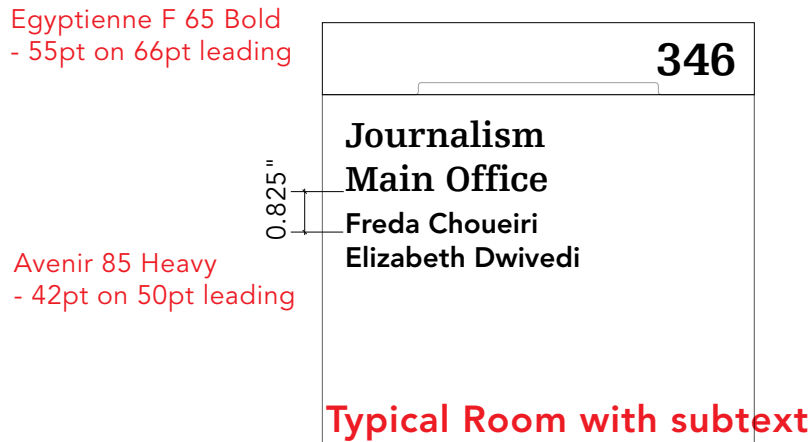 Egyptienne F 65 Bold
- 55pt on 66pt leading
346
Journalism
Main Office
0.825"
Freda Choueiri
Elizabeth Dwivedi
Avenir 85 Heavy
- 42pt on 50pt leading
Typical Room with subtext